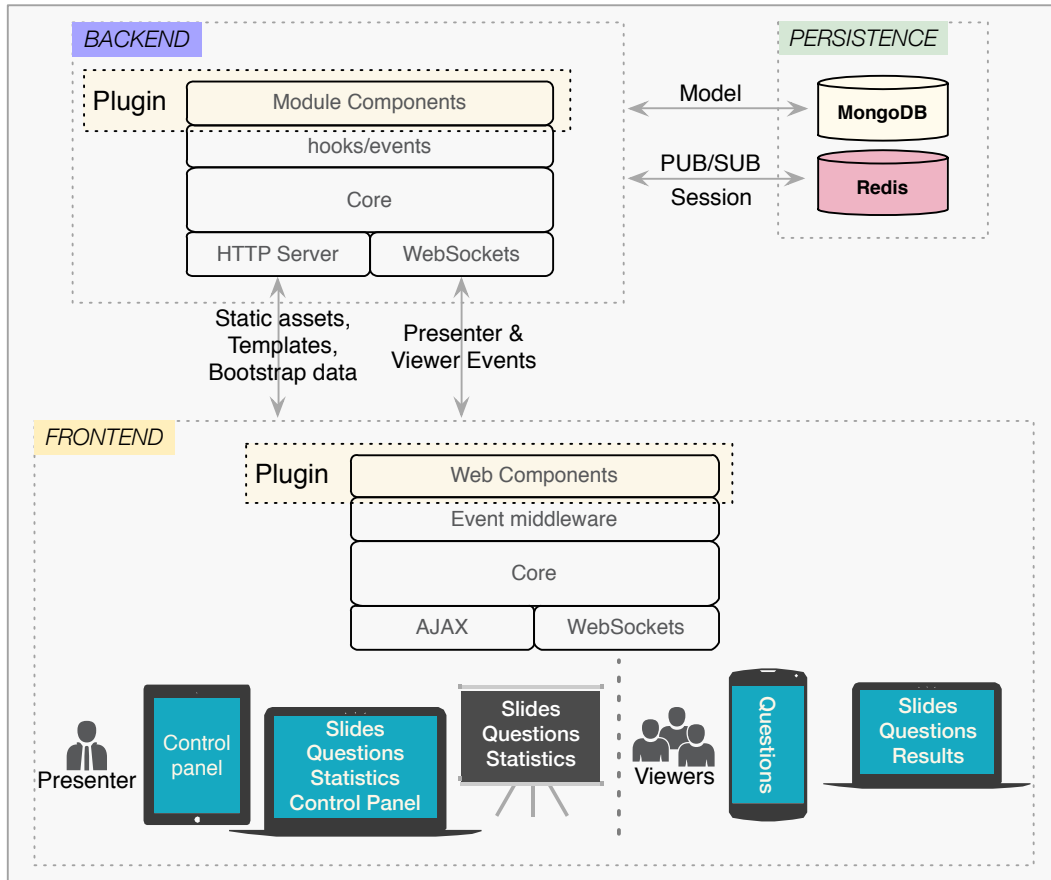 BACKEND
PERSISTENCE
Plugin
Module Components
hooks/events
Core
HTTP Server
WebSockets
Model
MongoDB
PUB/SUB
Session
Redis
Static assets,
Templates,
Bootstrap data
Presenter &
Viewer Events
FRONTEND
Plugin
Web Components
Event middleware
Core
AJAX
WebSockets
Presenter
Control
panel
Slides
Questions
Statistics
Control Panel
Slides
Questions
Statistics
Viewers
Questions
Slides
Questions
Results